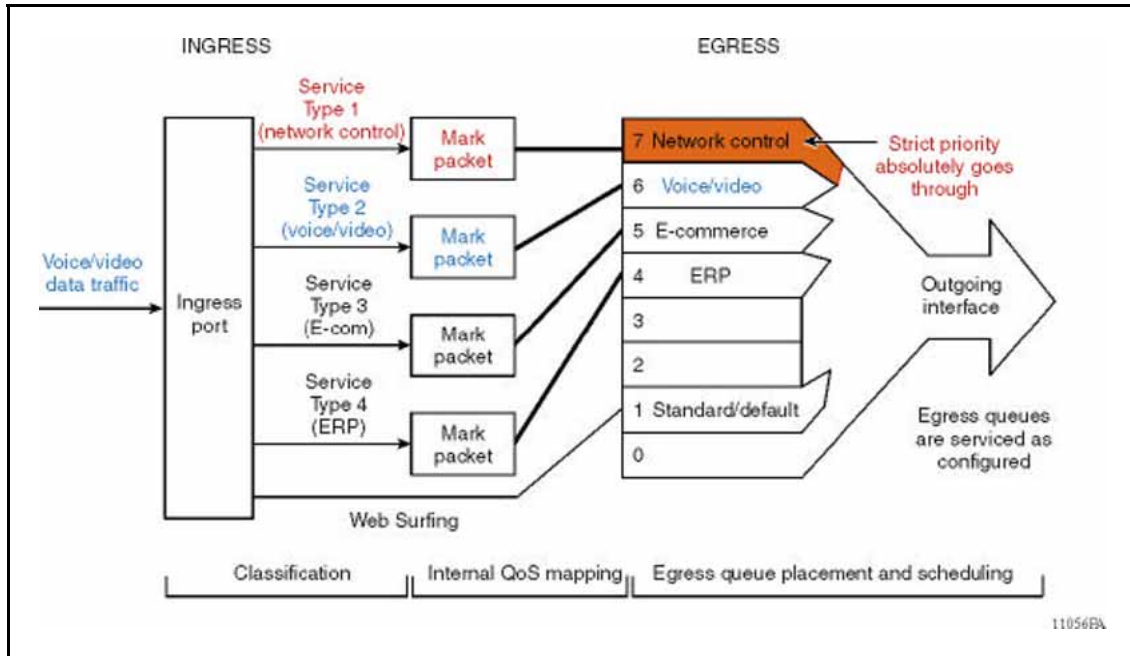 INGRESS
EGRESS
Service
Type 1
(network control)
Mark
packet
7 Network control
Strict priority
absolutely goes
through
Service
Type 2
(voice/video)
Mark
packet
6 Voice/video
Voice/video
data traffic
Ingress
port
Service
Type 3
(E-com)
Mark
packet
5 E-commerce
4 ERP
3
2
Outgoing
interface
Service
Type 4
(ERP)
Mark
packet
1 Standard/default
0
Egress queues
are serviced as
configured
Web Surfing
Classification
Internal QoS mapping
Egress queue placement and scheduling
11056EA